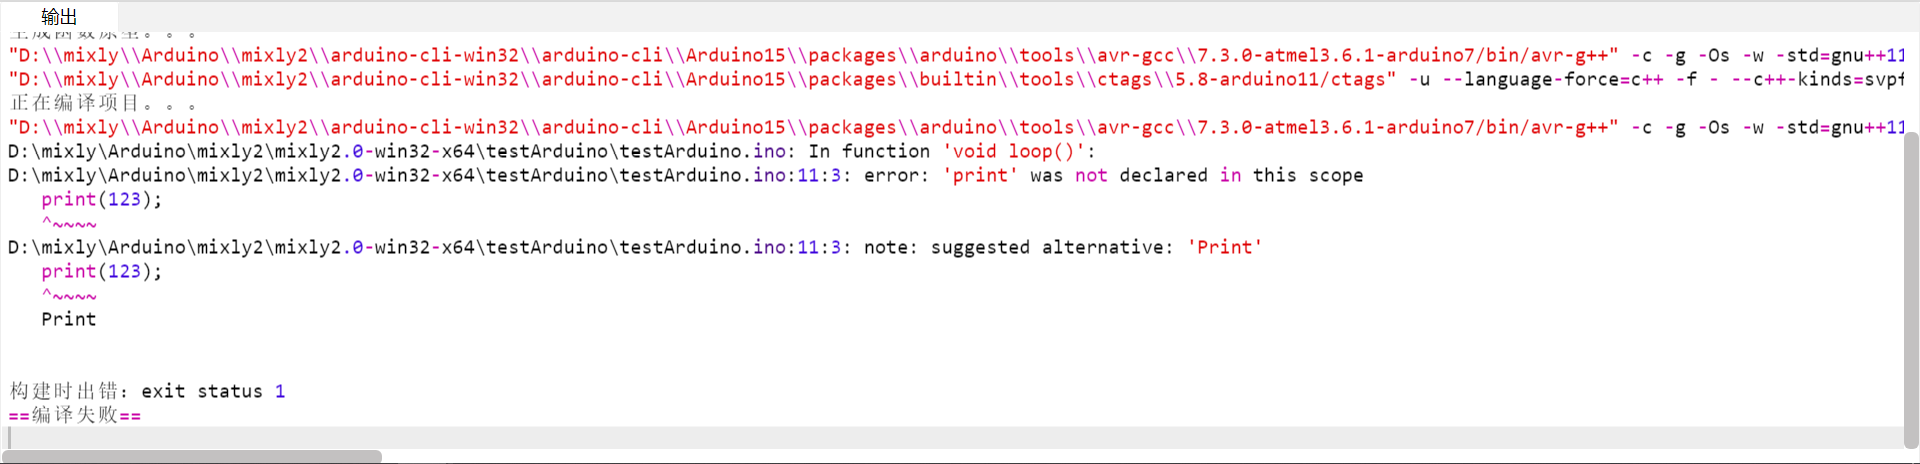 输出
生成函数原型。。。
"D:\\mixly\\Arduino\\mixly2\\arduino-cli-win32\\arduino-cli\\Arduino15\\packages\\arduino\\tools\\avr-gcc\\7.3.0-atmel3.6.1-arduino7/bin/avr-g++" -c -g -Os -w -std=gnu++11
"D:\\mixly\\Arduino\\mixly2\\arduino-cli-win32\\arduino-cli\\Arduino15\\packages\\builtin\\tools\\ctags\\5.8-arduino11/ctags" -u --language-force=c++ -f - --c++-kinds=svpf
正在编译项目。。。
"D:\\mixly\\Arduino\\mixly2\\arduino-cli-win32\\arduino-cli\\Arduino15\\packages\\arduino\\tools\\avr-gcc\\7.3.0-atmel3.6.1-arduino7/bin/avr-g++" -c -g -Os -w -std=gnu++11
D:\mixly\Arduino\mixly2\mixly2.0-win32-x64\testArduino\testArduino.ino: In function 'void loop()':
D:\mixly\Arduino\mixly2\mixly2.0-win32-x64\testArduino\testArduino.ino:11:3: error: 'print' was not declared in this scope
print(123);
^~~~~
D:\mixly\Arduino\mixly2\mixly2.0-win32-x64\testArduino\testArduino.ino:11:3: note: suggested alternative: 'Print'
print(123);
^~~~~
Print
构建时出错: exit status 1
==编译失败==